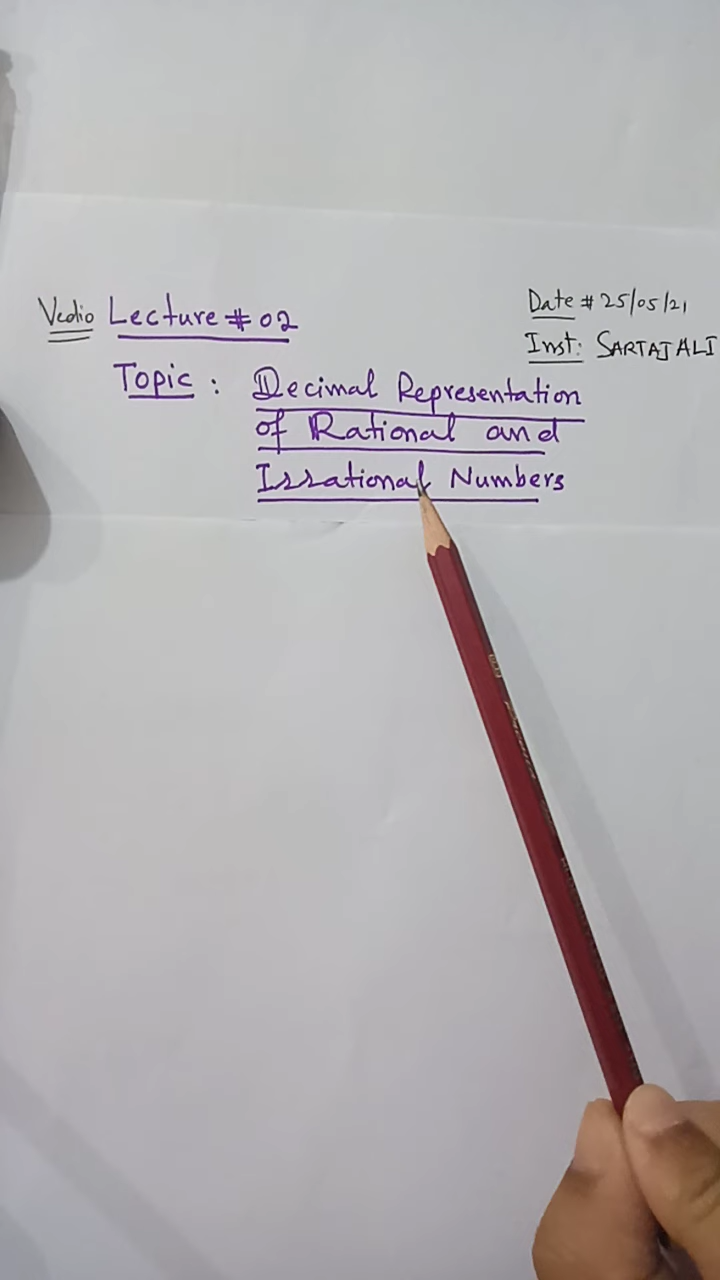 Vedio Lecture # 02
Date # 25/05/21
Inst: SARTAJ ALI
Topic: Decimal Representation
of Rational and
Irrational Numbers